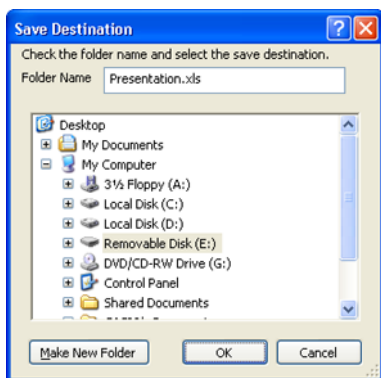 Save Destination
Check the folder name and select the save destination.
Folder Name Presentation.xls
Desktop
My Documents
My Computer
3½ Floppy (A:)
Local Disk (C:)
Local Disk (D:)
Removable Disk (E:)
DVD/CD-RW Drive (G:)
Control Panel
Shared Documents
Make New Folder OK Cancel